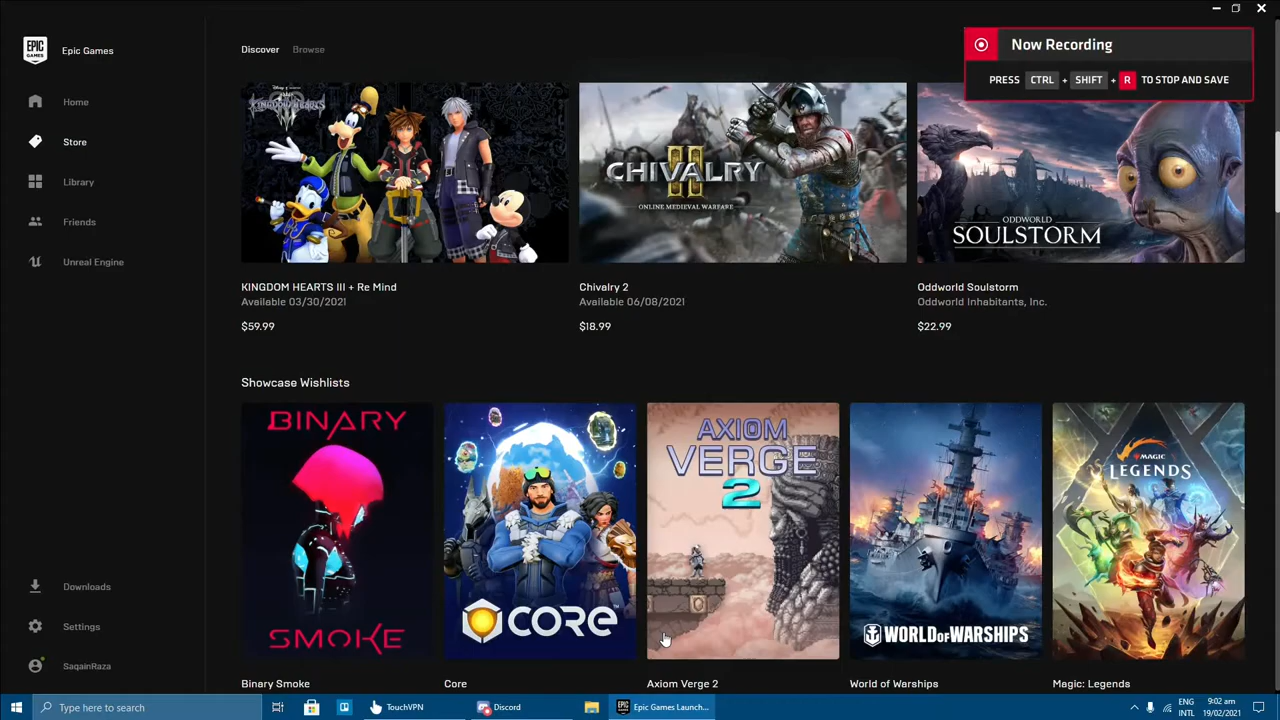 EPIC
GAMES
Epic Games
Home
Store
Library
Friends
Unreal Engine
Downloads
Settings
SaqainRaza
Discover Browse
Now Recording
PRESS CTRL + SHIFT + R TO STOP AND SAVE
KINGDOM HEARTS III
CHIVALRY
II
ONLINE MEDIEVAL WARFARE
ODDWORLD
SOULSTORM
KINGDOM HEARTS III + Re Mind
Available 03/30/2021
$59.99
Chivalry 2
Available 06/08/2021
$18.99
Oddworld Soulstorm
Oddworld Inhabitants, Inc.
$22.99
Showcase Wishlists
BINARY
SMOKE
CORE
AXIOM
VERGE
2
WORLD OF WARSHIPS
MAGIC
LEGENDS
Binary Smoke
Core
Axiom Verge 2
World of Warships
Magic: Legends
Type here to search
TouchVPN
Discord
Epic Games Launch...
ENG
INTL
9:02 am
19/02/2021